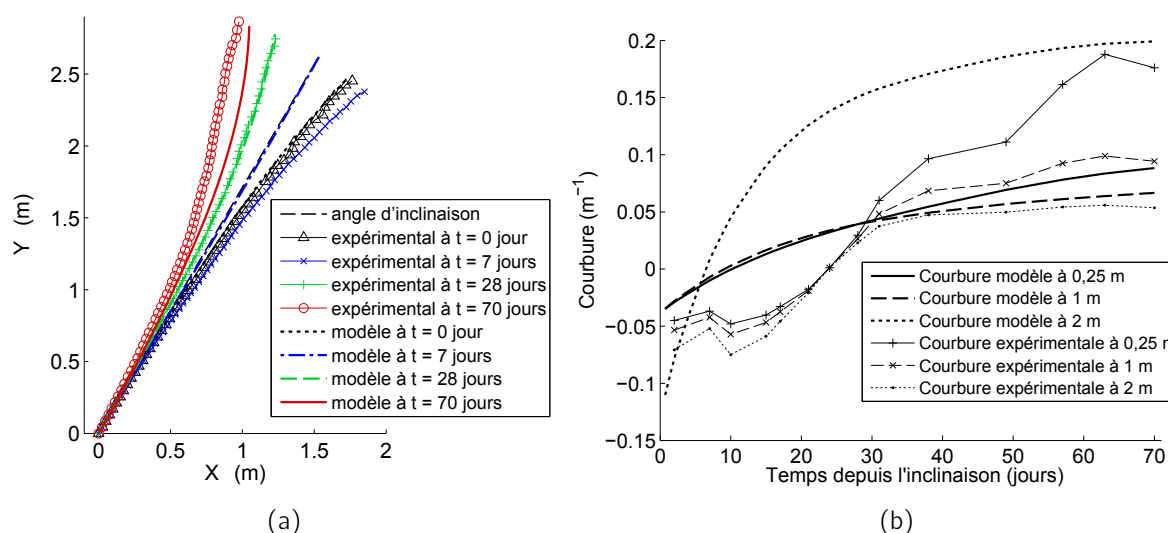 2.5
2
1.5
1
0.5
0
Y (m)
0 0.5 1 1.5 2
X (m)
angle d'inclinaison
expérimental à t = 0 jour
expérimental à t = 7 jours
expérimental à t = 28 jours
expérimental à t = 70 jours
modèle à t = 0 jour
modèle à t = 7 jours
modèle à t = 28 jours
modèle à t = 70 jours
(a)
0.2
0.15
0.1
0.05
0
−0.05
−0.1
−0.15
Courbure (m⁻¹)
0 10 20 30 40 50 60 70
Temps depuis l'inclinaison (jours)
Courbure modèle à 0,25 m
Courbure modèle à 1 m
Courbure modèle à 2 m
Courbure expérimentale à 0,25 m
Courbure expérimentale à 1 m
Courbure expérimentale à 2 m
(b)